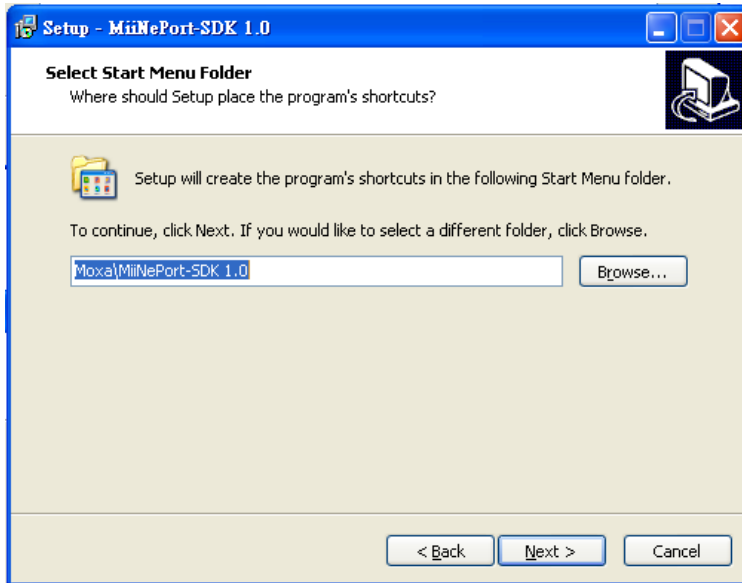 Setup - MiiNePort-SDK 1.0
Select Start Menu Folder
Where should Setup place the program's shortcuts?
Setup will create the program's shortcuts in the following Start Menu folder.
To continue, click Next. If you would like to select a different folder, click Browse.
Moxa\MiiNePort-SDK 1.0
Browse...
< Back
Next >
Cancel